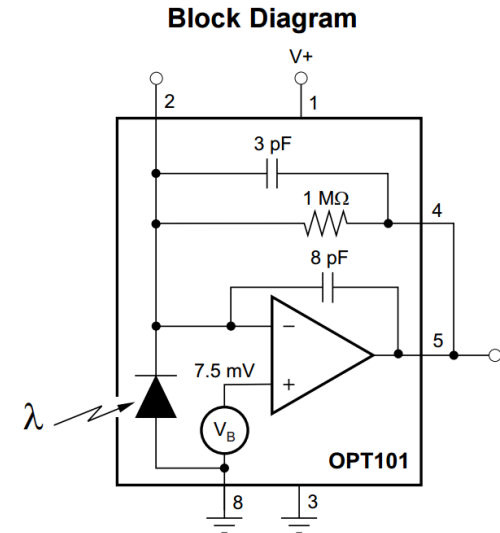 Block Diagram
V+
2
1
3 pF
1 MΩ
4
8 pF
5
7.5 mV
λ
V_B
OPT101
8
3